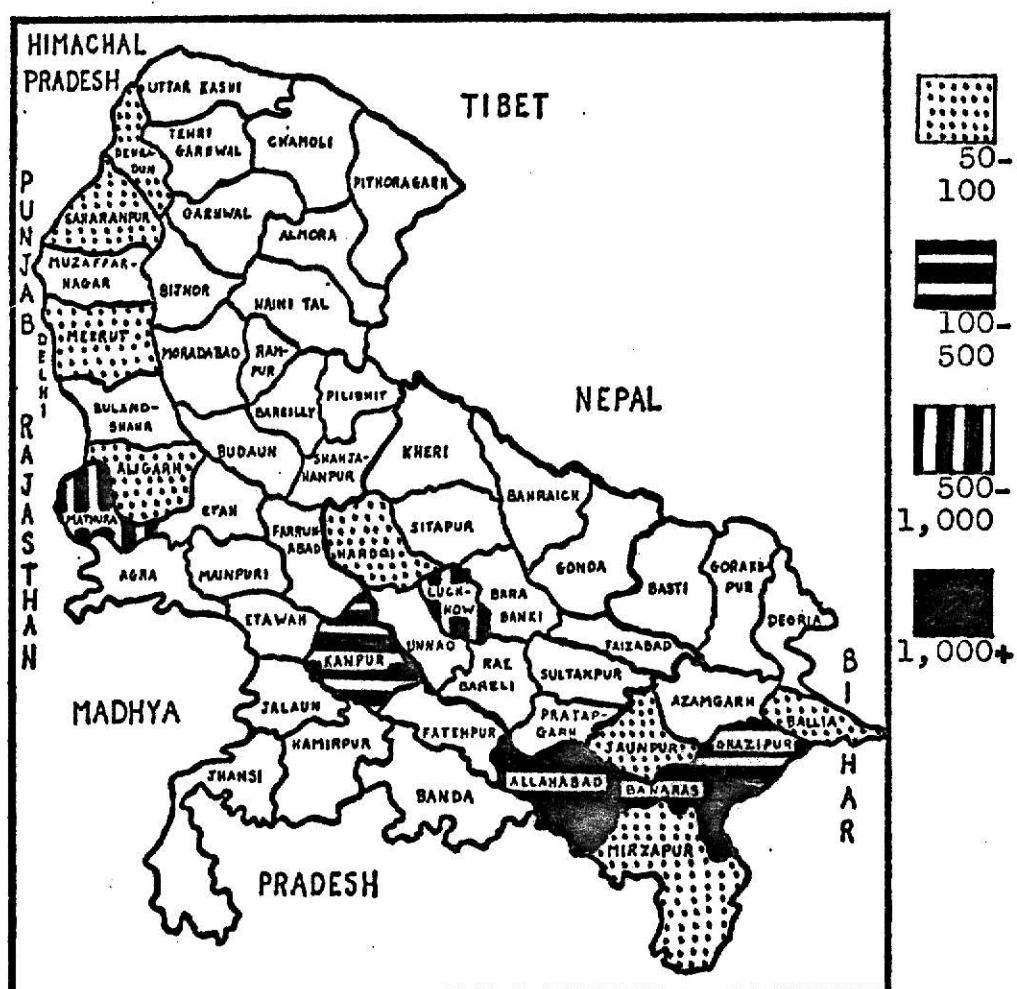 HIMACHAL
PRADESH
UTTAR KASHI
TIBET
TEHRI
GARHWAL
CHAMOLI
DEHRA
DUN
PITHORAGARH
PUNJAB
SAHARANPUR
GARHWAL
ALMORA
MUZAFFAR-
NAGAR
BIJNOR
NAINI TAL
MEERUT
DELHI
MORADABAD
RAM-
PUR
BAREILLY
PILIBHIT
NEPAL
BULAND-
SHAHR
RAJASTHAN
BUDAUN
SHAHJA-
HANPUR
KHERI
ALIGARH
BAHRAICH
MATHURA
ETAH
FARRUK-
ABAD
HARDOI
SITAPUR
AGRA
MAINPURI
GONDA
BASTI
GORAKH
PUR
LUCK-
NOW
BARA
BANKI
DEORIA
ETAWAH
UNNAO
FAIZABAD
KANPUR
RAE
BARELI
SULTANPUR
BIHAR
MADHYA
JALAUN
AZAMGARH
BALLIA
HAMIRPUR
FATEHPUR
PRATAP-
GARH
JAUNPUR
GHAZIPUR
JHANSI
BANDA
ALLAHABAD
BANARAS
MIRZAPUR
PRADESH
50-
100
100-
500
500-
1,000
1,000+